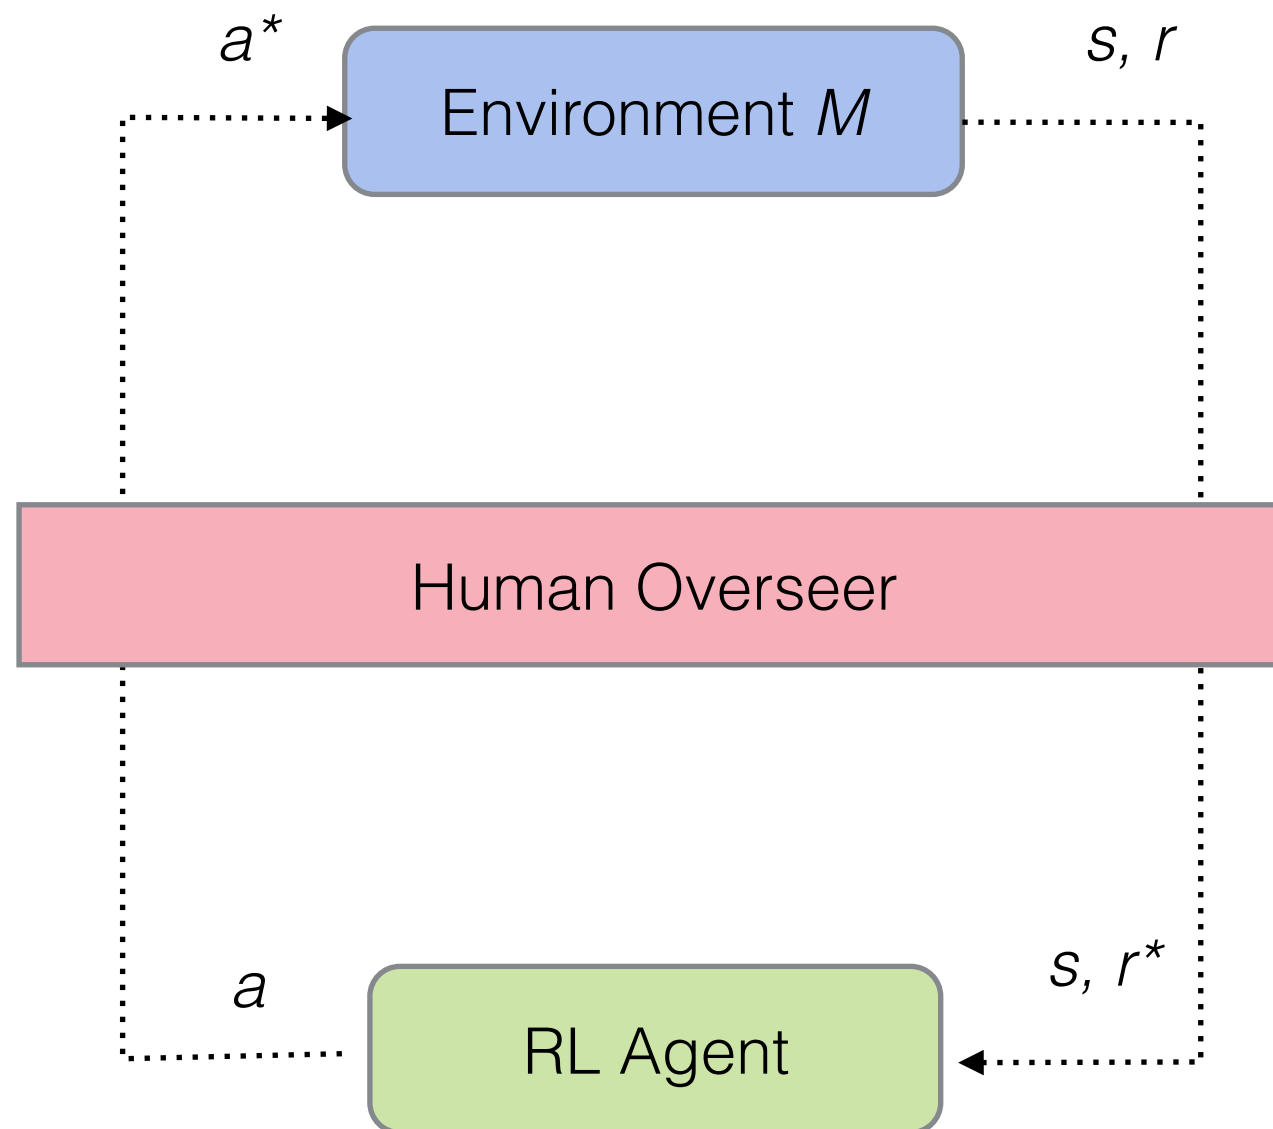 a*
s, r
Environment M
Human Overseer
a
s, r*
RL Agent